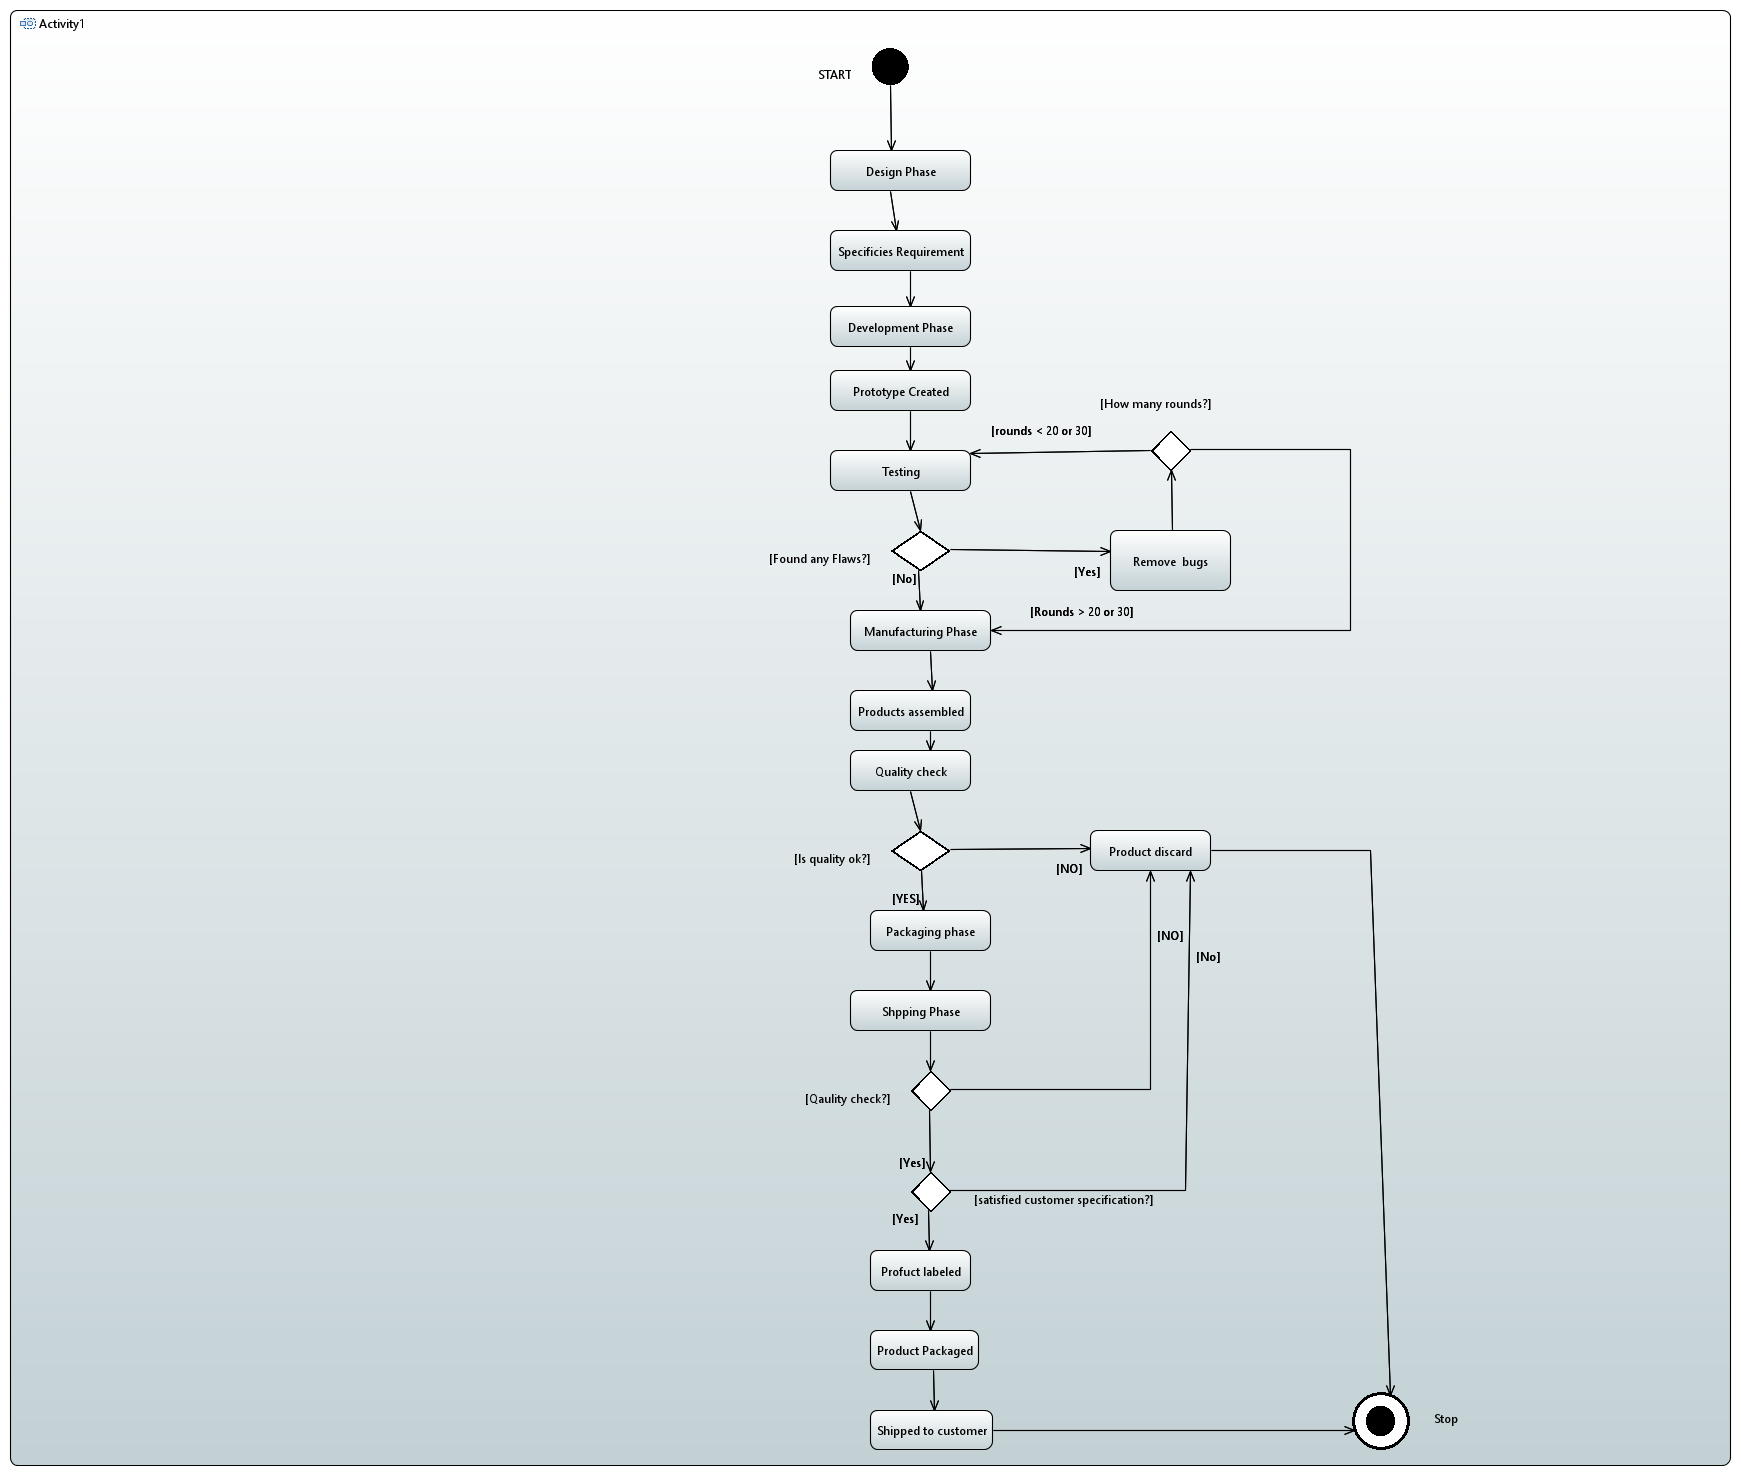 Activity1
START
Design Phase
Specificies Requirement
Development Phase
Prototype Created
[How many rounds?]
[rounds < 20 or 30]
Testing
[Found any Flaws?]
[No]
[Yes]
Remove bugs
[Rounds > 20 or 30]
Manufacturing Phase
Products assembled
Quality check
[Is quality ok?]
[NO]
Product discard
[YES]
Packaging phase
[NO]
[No]
Shpping Phase
[Qaulity check?]
[Yes]
[satisfied customer specification?]
[Yes]
Profuct labeled
Product Packaged
Shipped to customer
Stop